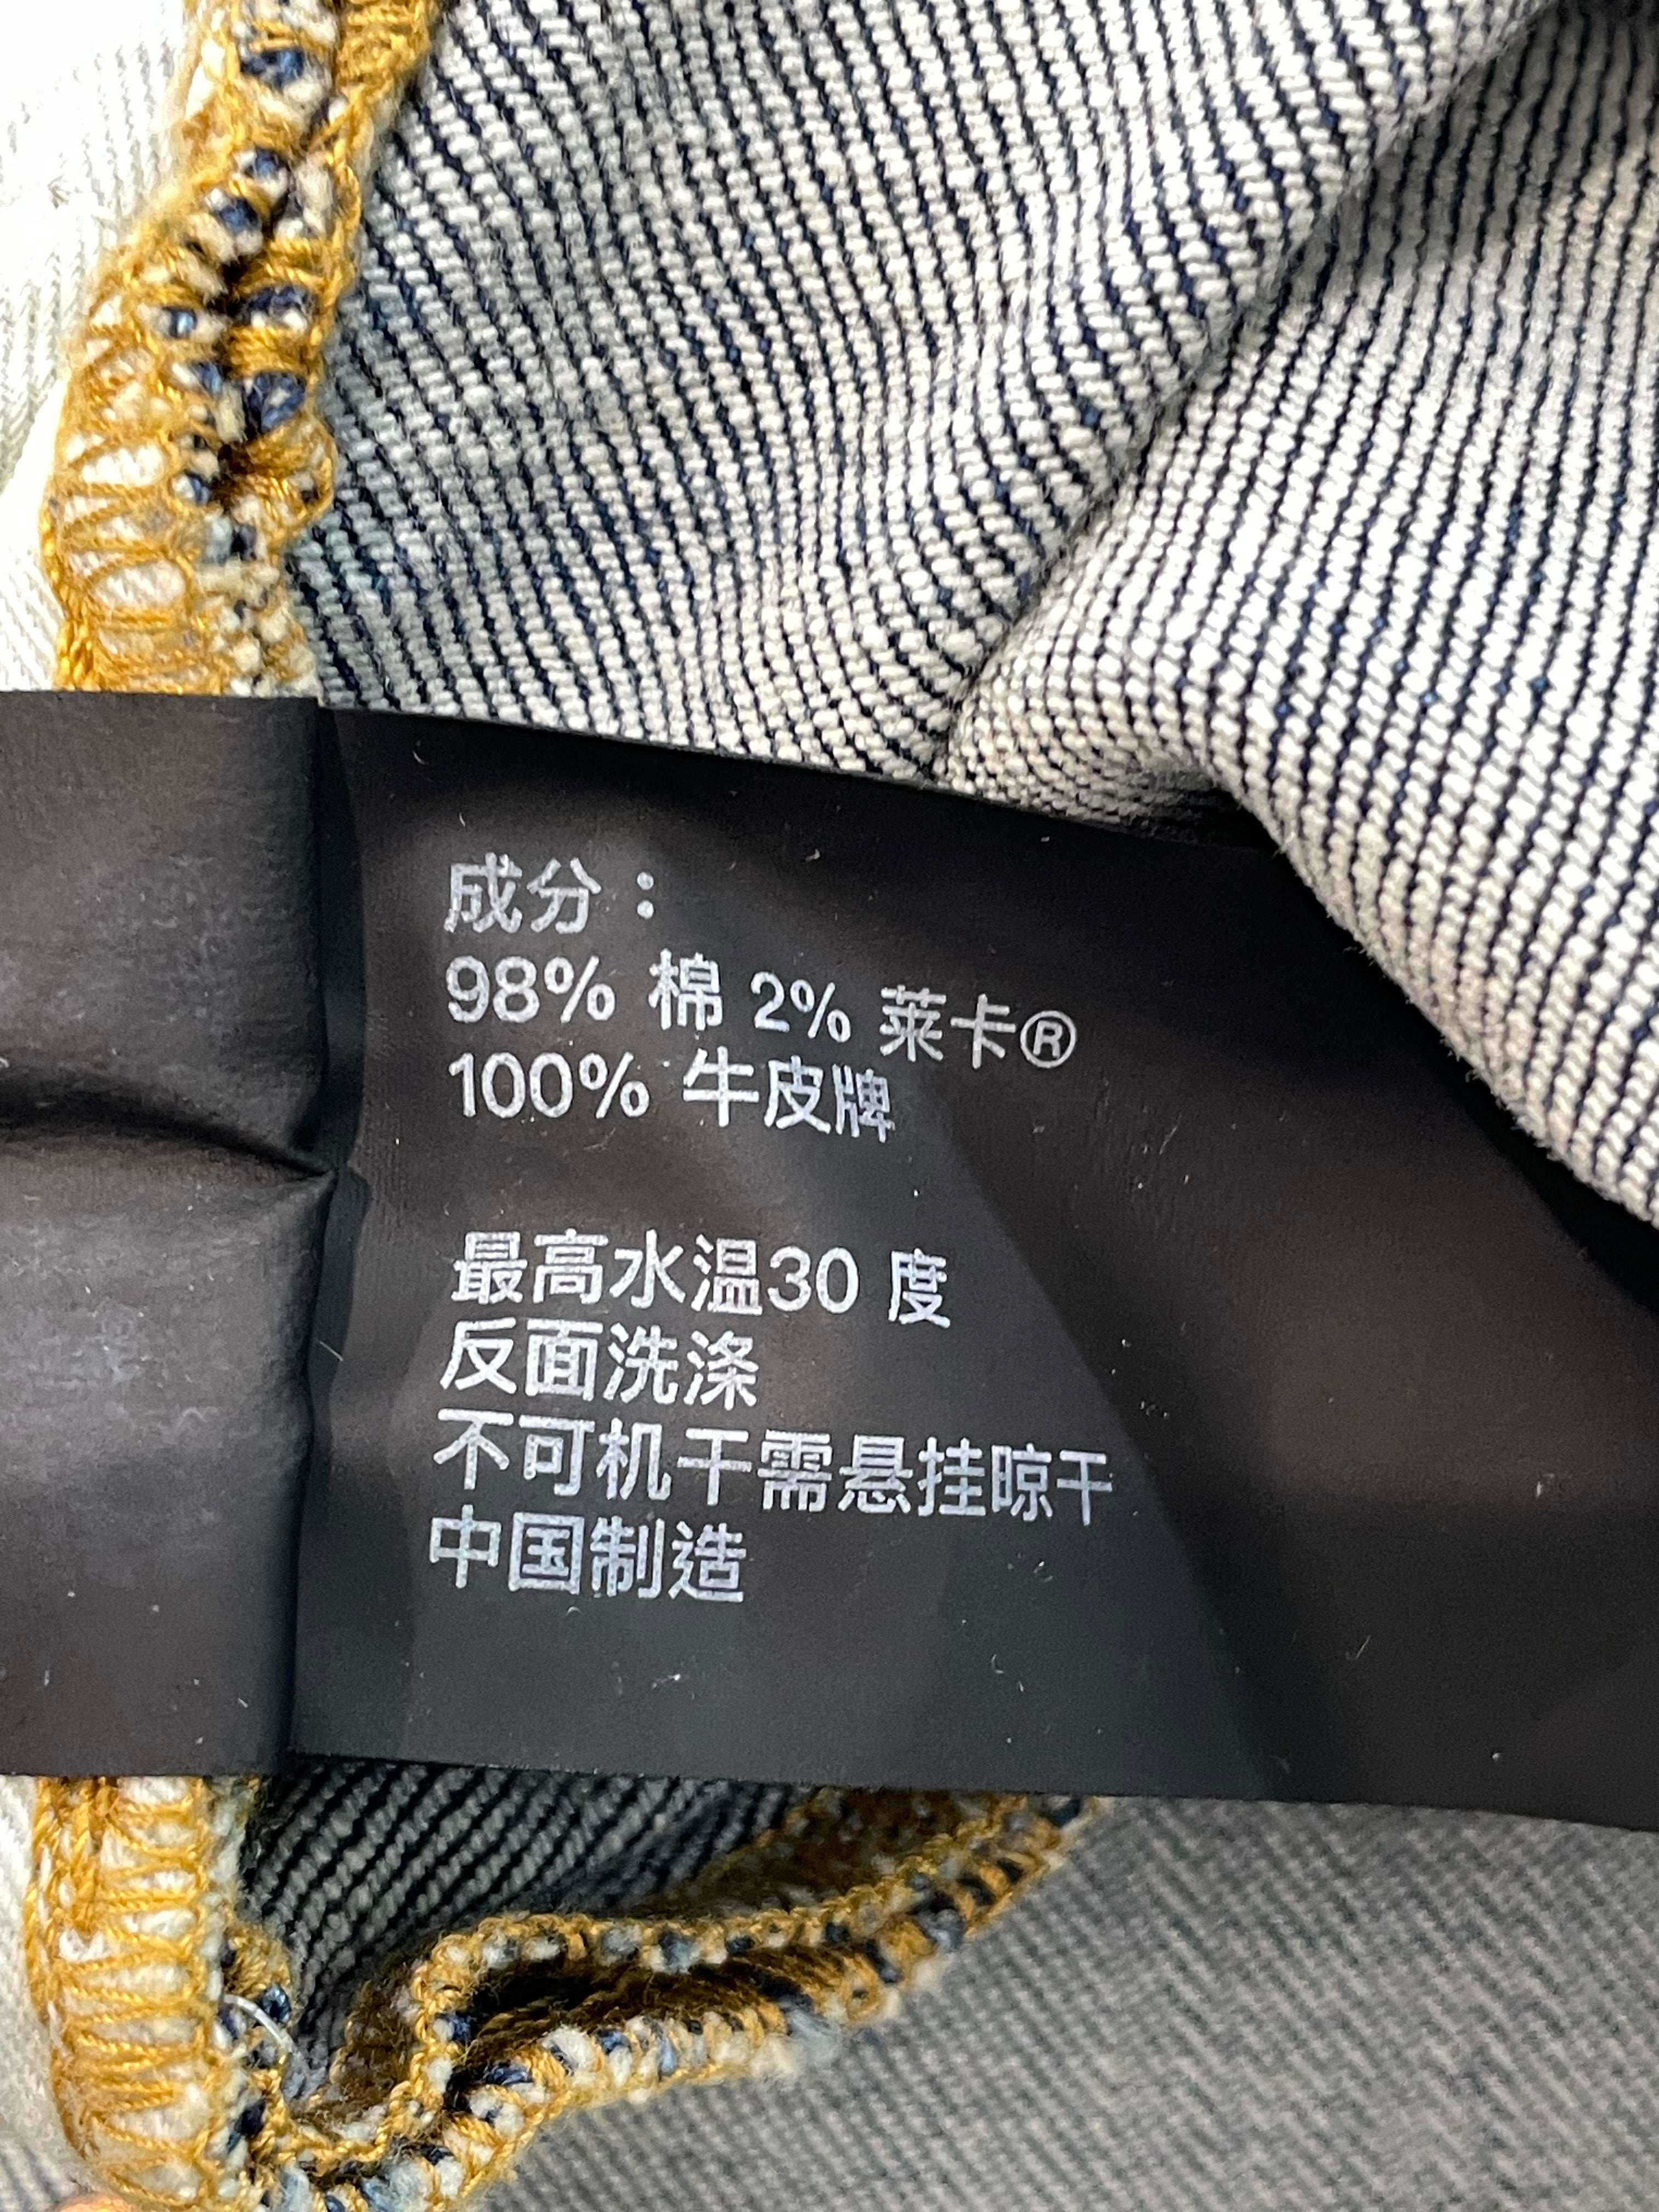 成分：
98% 棉 2% 莱卡®
100% 牛皮牌
最高水温30 度
反面洗涤
不可机干需悬挂晾干
中国制造